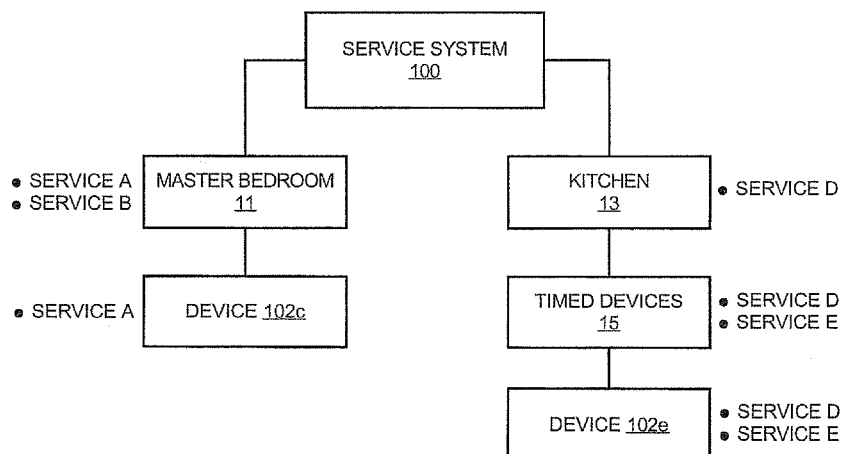 SERVICE SYSTEM
100
• SERVICE A
• SERVICE B
MASTER BEDROOM
11
KITCHEN
13
• SERVICE D
• SERVICE A
DEVICE 102c
TIMED DEVICES
15
• SERVICE D
• SERVICE E
DEVICE 102e
• SERVICE D
• SERVICE E